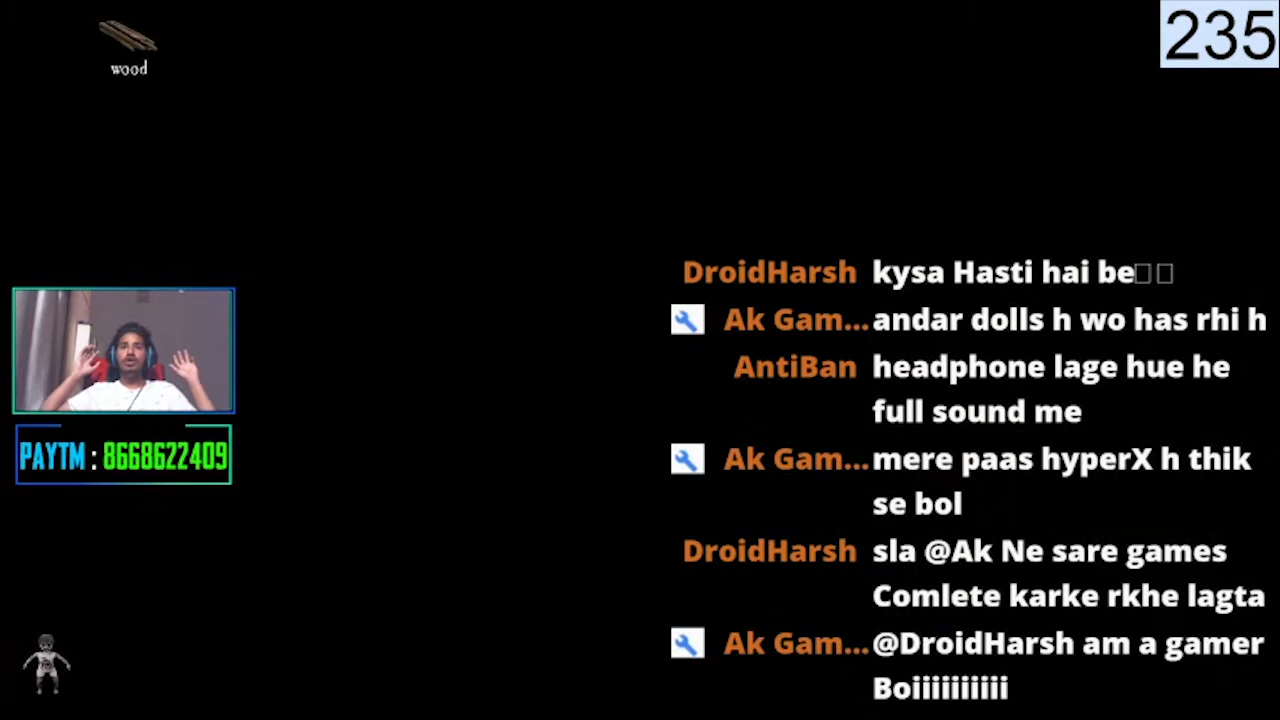 wood
235
DroidHarsh kysa Hasti hai be
Ak Gam... andar dolls h wo has rhi h
AntiBan headphone lage hue he
full sound me
Ak Gam... mere paas hyperX h thik
se bol
DroidHarsh sla @Ak Ne sare games
Comlete karke rkhe lagta
Ak Gam... @DroidHarsh am a gamer
Boiiiiiiiiii
PAYTM : 8668622409